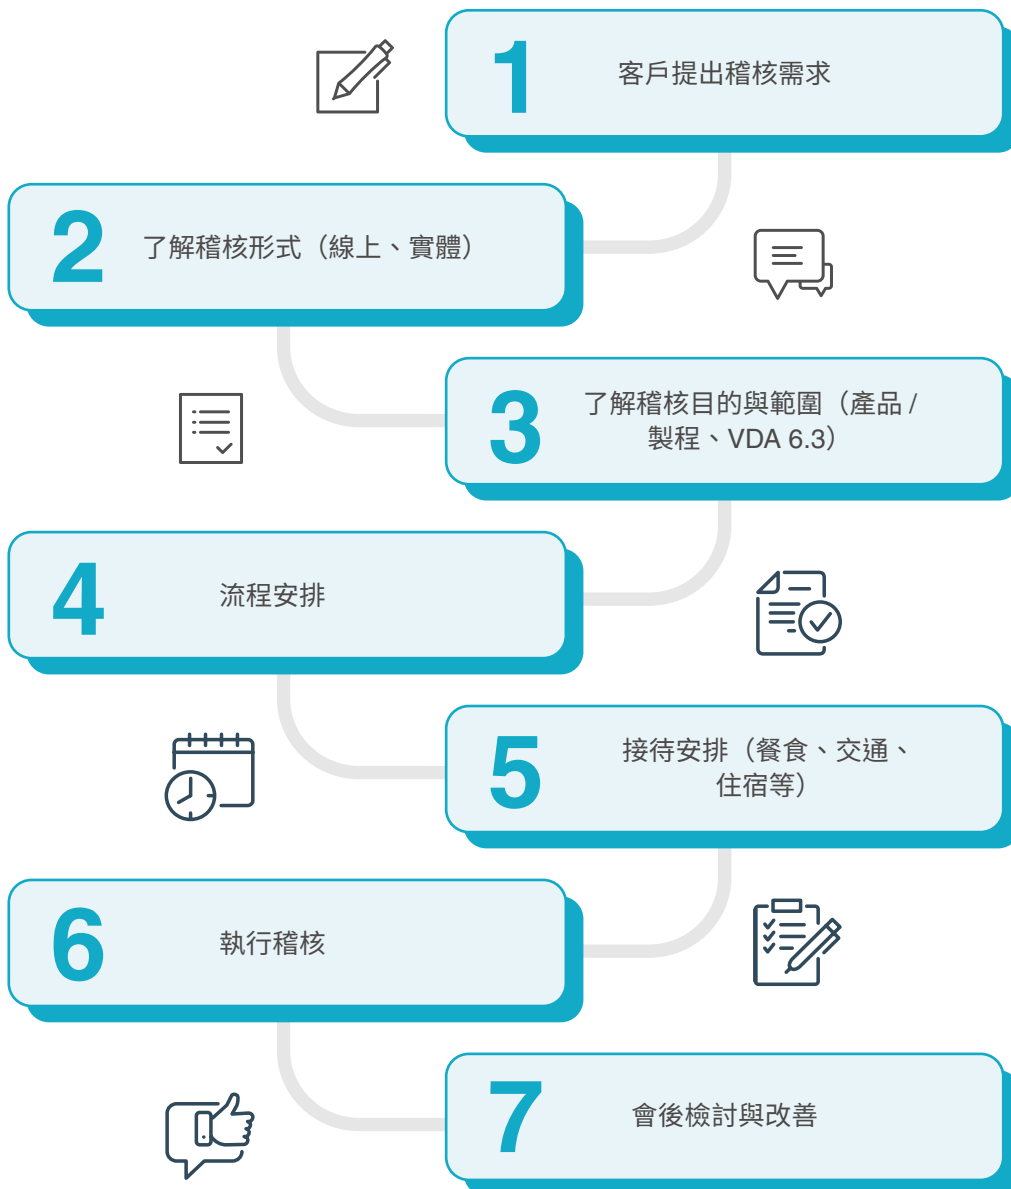 1
客戶提出稽核需求
2
了解稽核形式（線上、實體）
3
了解稽核目的與範圍（產品 /
製程、VDA 6.3）
4
流程安排
5
接待安排（餐食、交通、
住宿等）
6
執行稽核
7
會後檢討與改善